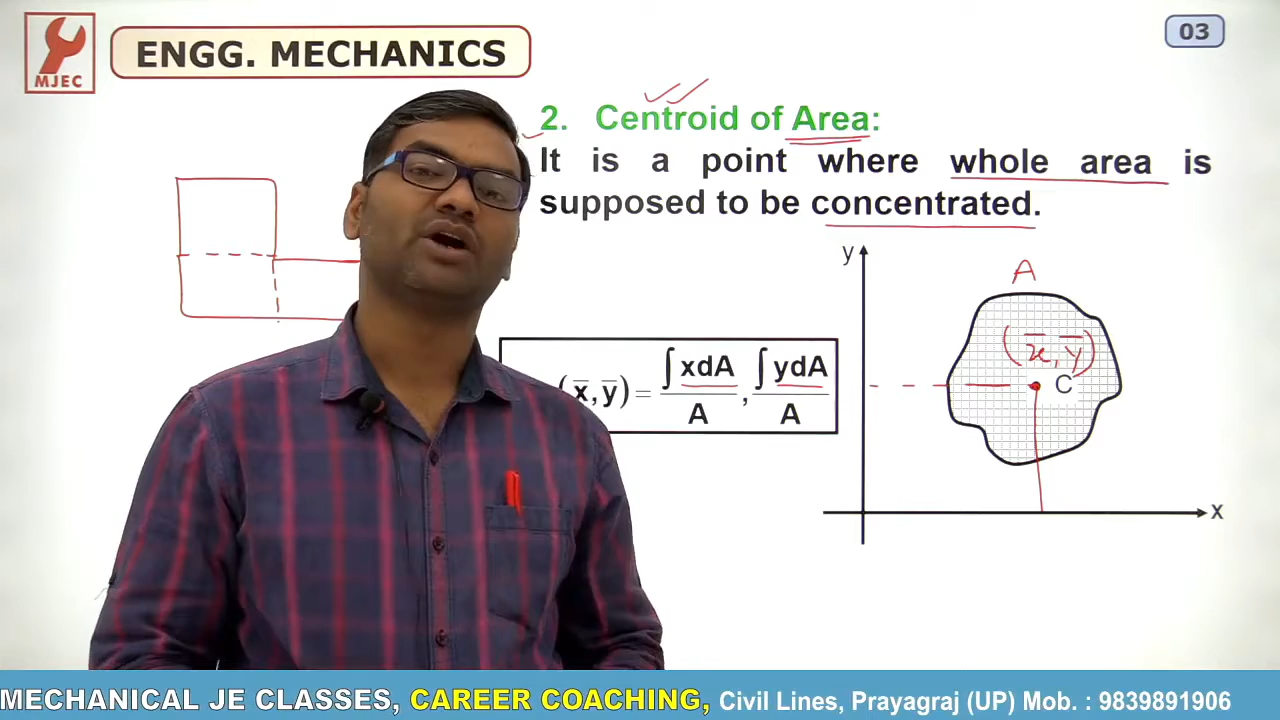 MJEC
ENGG. MECHANICS
03
2. Centroid of Area:
It is a point where whole area is
supposed to be concentrated.
y
A
(x̅, y̅)
C
(x̅, y̅) = ∫xdA / A , ∫ydA / A
x
MECHANICAL JE CLASSES, CAREER COACHING, Civil Lines, Prayagraj (UP) Mob. : 9839891906